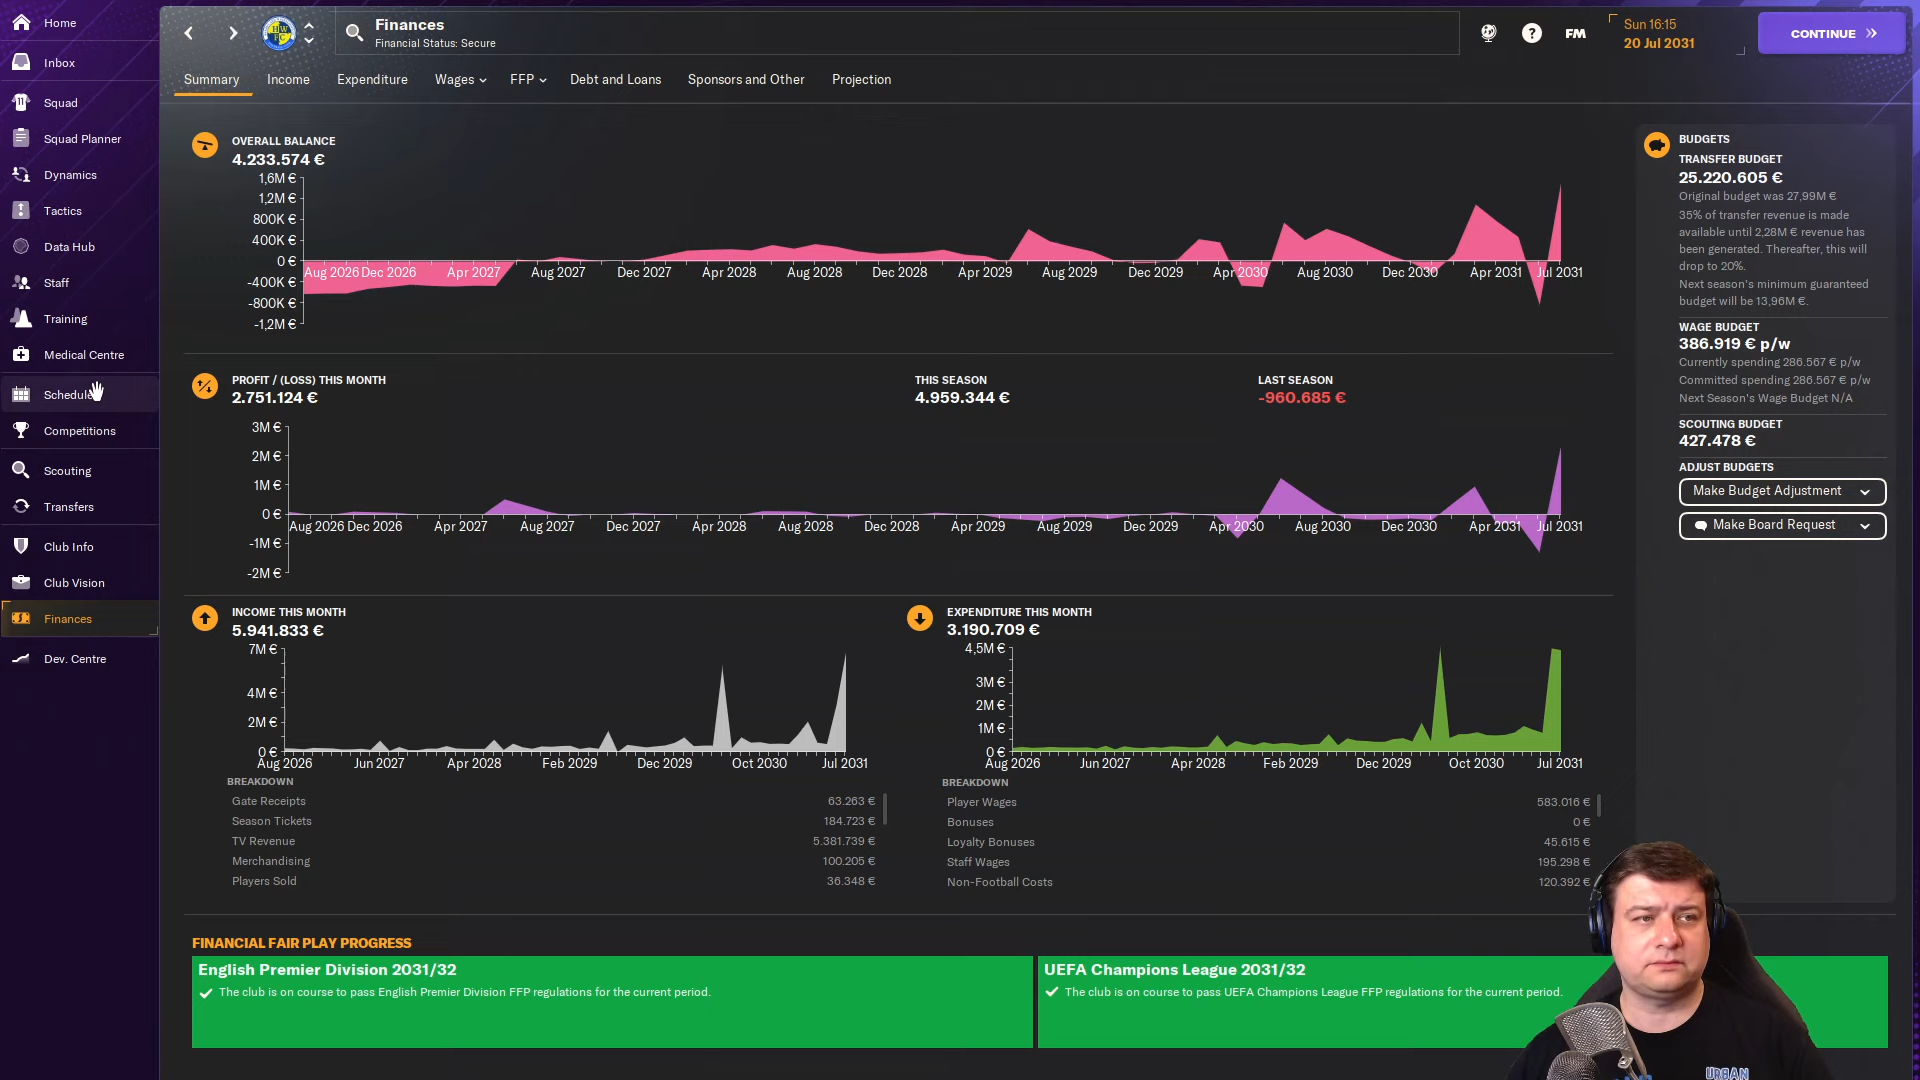 Home
Inbox
Squad
Squad Planner
Dynamics
Tactics
Data Hub
Staff
Training
Medical Centre
Schedule
Competitions
Scouting
Transfers
Club Info
Club Vision
Finances
Dev. Centre
HW
FC
Finances
Financial Status: Secure
?
FM
Sun 16:15
20 Jul 2031
CONTINUE
Summary Income Expenditure Wages FFP Debt and Loans Sponsors and Other Projection
OVERALL BALANCE
4.233.574 €
1,6M €
1,2M €
800K €
400K €
0 €
-400K €
-800K €
-1,2M €
Aug 2026 Dec 2026 Apr 2027 Aug 2027 Dec 2027 Apr 2028 Aug 2028 Dec 2028 Apr 2029 Aug 2029 Dec 2029 Apr 2030 Aug 2030 Dec 2030 Apr 2031 Jul 2031
PROFIT / (LOSS) THIS MONTH
2.751.124 €
THIS SEASON
4.959.344 €
LAST SEASON
-960.685 €
3M €
2M €
1M €
0 €
-1M €
-2M €
Aug 2026 Dec 2026 Apr 2027 Aug 2027 Dec 2027 Apr 2028 Aug 2028 Dec 2028 Apr 2029 Aug 2029 Dec 2029 Apr 2030 Aug 2030 Dec 2030 Apr 2031 Jul 2031
INCOME THIS MONTH
5.941.833 €
7M €
4M €
2M €
0 €
Aug 2026 Jun 2027 Apr 2028 Feb 2029 Dec 2029 Oct 2030 Jul 2031
BREAKDOWN
Gate Receipts 63.263 €
Season Tickets 184.723 €
TV Revenue 5.381.739 €
Merchandising 100.205 €
Players Sold 36.348 €
EXPENDITURE THIS MONTH
3.190.709 €
4,5M €
3M €
2M €
1M €
0 €
Aug 2026 Jun 2027 Apr 2028 Feb 2029 Dec 2029 Oct 2030 Jul 2031
BREAKDOWN
Player Wages 583.016 €
Bonuses 0 €
Loyalty Bonuses 45.615 €
Staff Wages 195.298 €
Non-Football Costs 120.392 €
BUDGETS
TRANSFER BUDGET
25.220.605 €
Original budget was 27,99M €
35% of transfer revenue is made
available until 2,28M € revenue has
been generated. Thereafter, this will
drop to 20%.
Next season's minimum guaranteed
budget will be 13,96M €.
WAGE BUDGET
386.919 € p/w
Currently spending 286.567 € p/w
Committed spending 286.567 € p/w
Next Season's Wage Budget N/A
SCOUTING BUDGET
427.478 €
ADJUST BUDGETS
Make Budget Adjustment
Make Board Request
FINANCIAL FAIR PLAY PROGRESS
English Premier Division 2031/32
The club is on course to pass English Premier Division FFP regulations for the current period.
UEFA Champions League 2031/32
The club is on course to pass UEFA Champions League FFP regulations for the current period.
URBAN